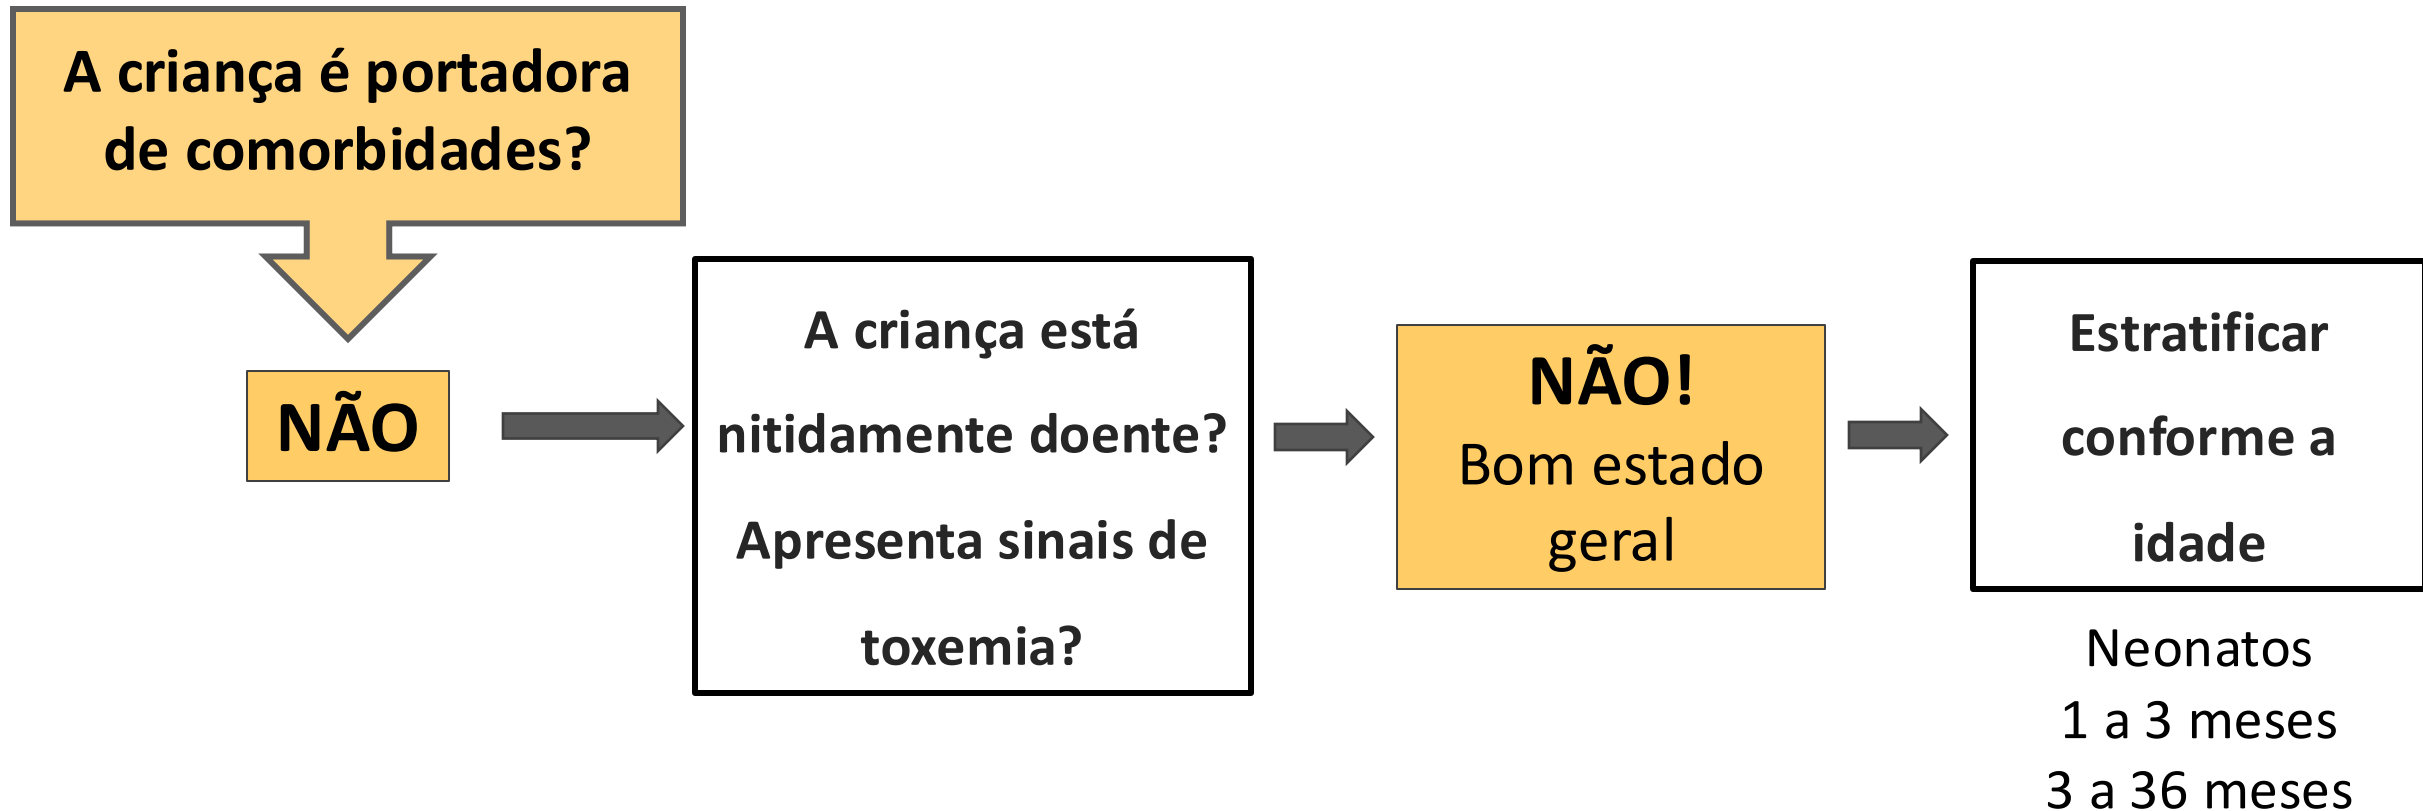 A criança é portadora
de comorbidades?
NÃO
A criança está
nitidamente doente?
Apresenta sinais de
toxemia?
NÃO!
Bom estado
geral
Estratificar
conforme a
idade
Neonatos
1 a 3 meses
3 a 36 meses